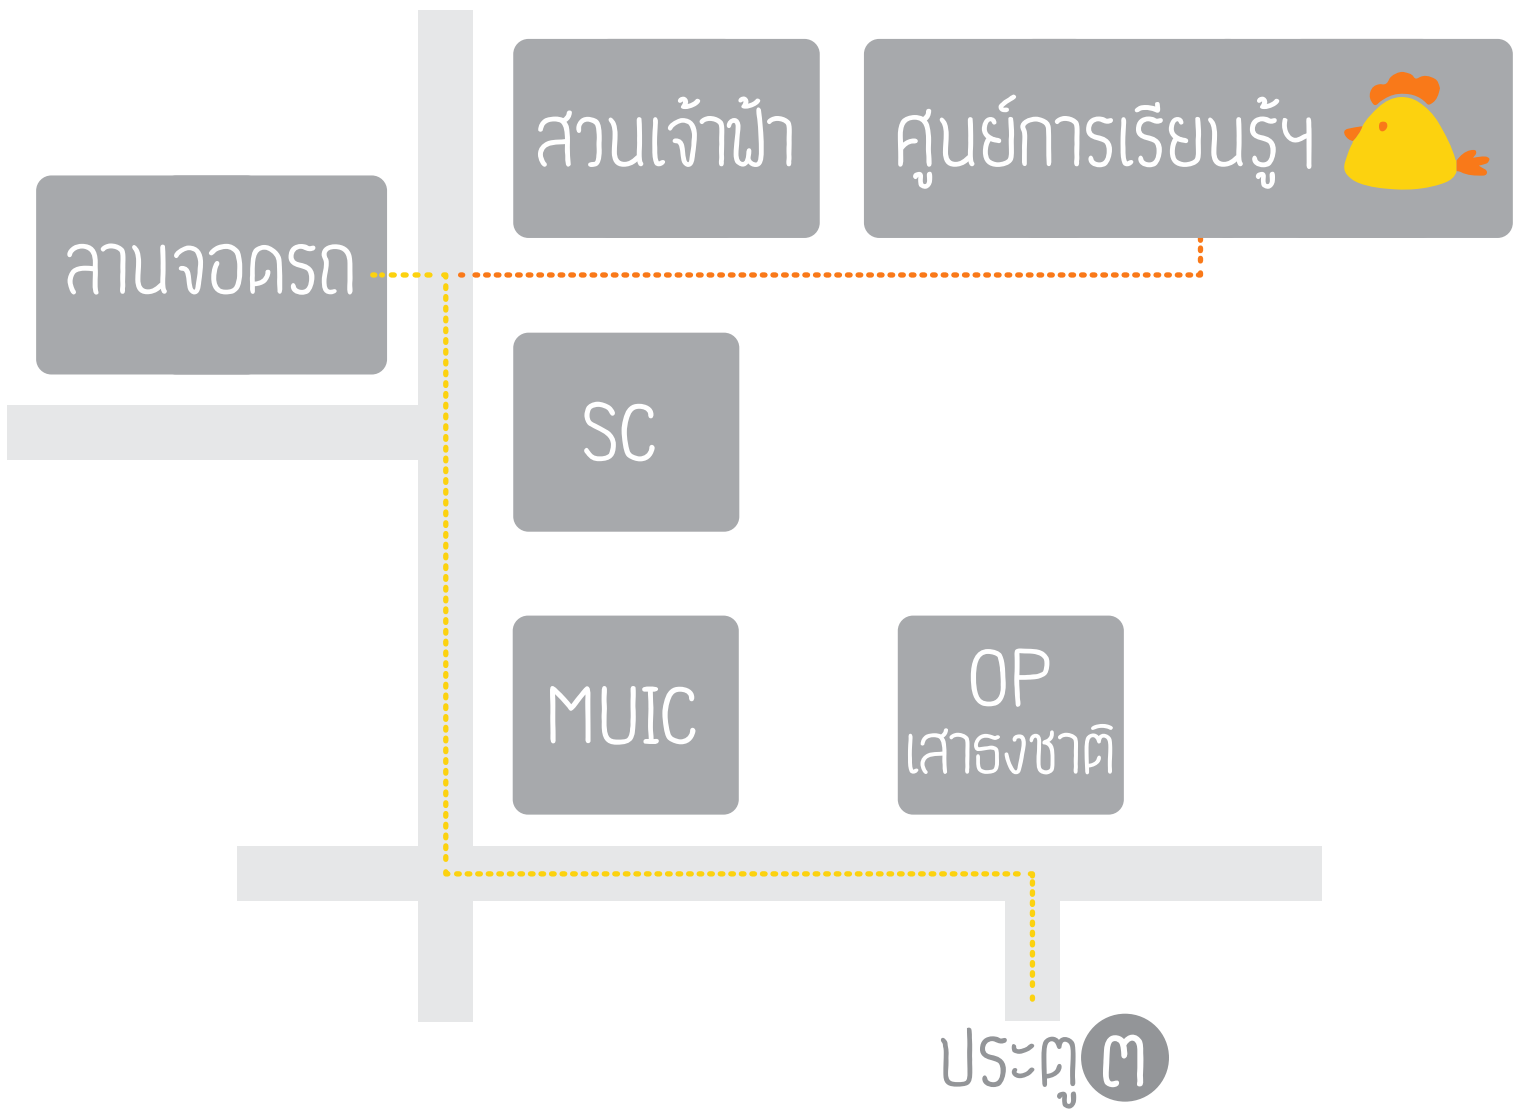 สวนเจ้าฟ้า
ศูนย์การเรียนรู้ฯ
ลานจอดรถ
SC
MUIC
OP
เสาธงชาติ
ประตู ๓